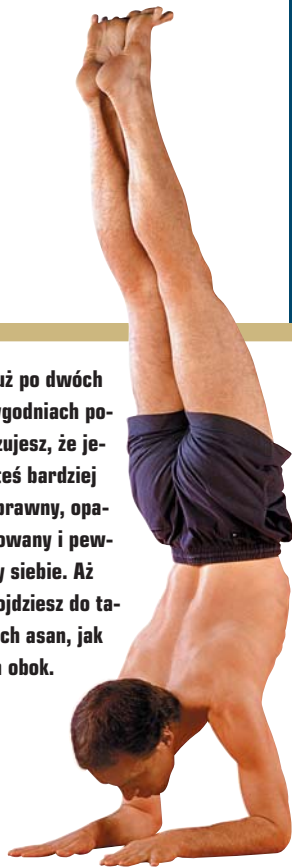 uż po dwóch
ygodniach po-
zujesz, że je-
teś bardziej
prawny, opa-
owany i pew-
y siebie. Aż
ojdziesz do ta-
ch asan, jak
obok.